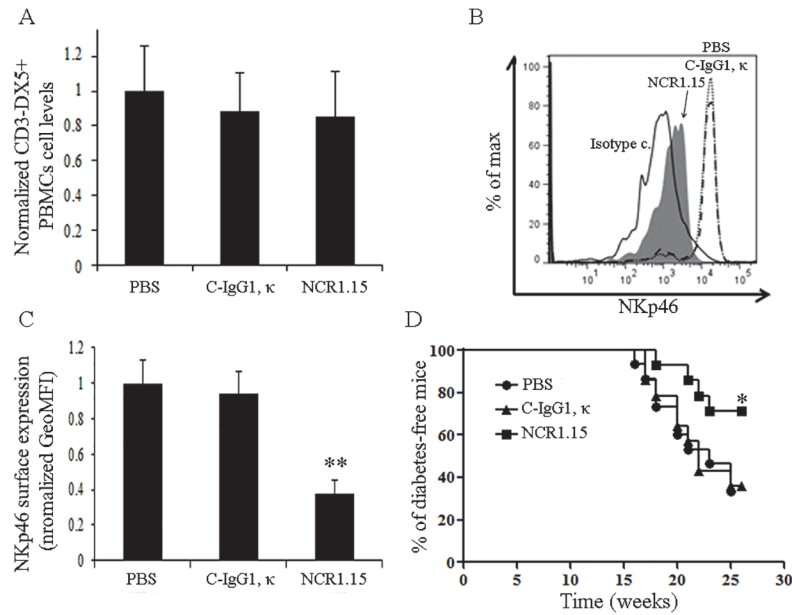 A
Normalized CD3-DX5+
PBMCs cell levels
1.2
1
0.8
0.6
0.4
0.2
0
PBS
C-IgG1, κ
NCR1.15
B
PBS
C-IgG1, κ
NCR1.15
Isotype c.
% of max
100
80
60
40
20
0
10^1
10^2
10^3
10^4
10^5
NKp46
C
NKp46 surface expression
(nromalized GeoMFI)
1.2
1
0.8
0.6
0.4
0.2
0
**
PBS
C-IgG1, κ
NCR1.15
D
% of diabetes-free mice
100
80
60
40
20
0
PBS
C-IgG1, κ
NCR1.15
*
0
5
10
15
20
25
30
Time (weeks)